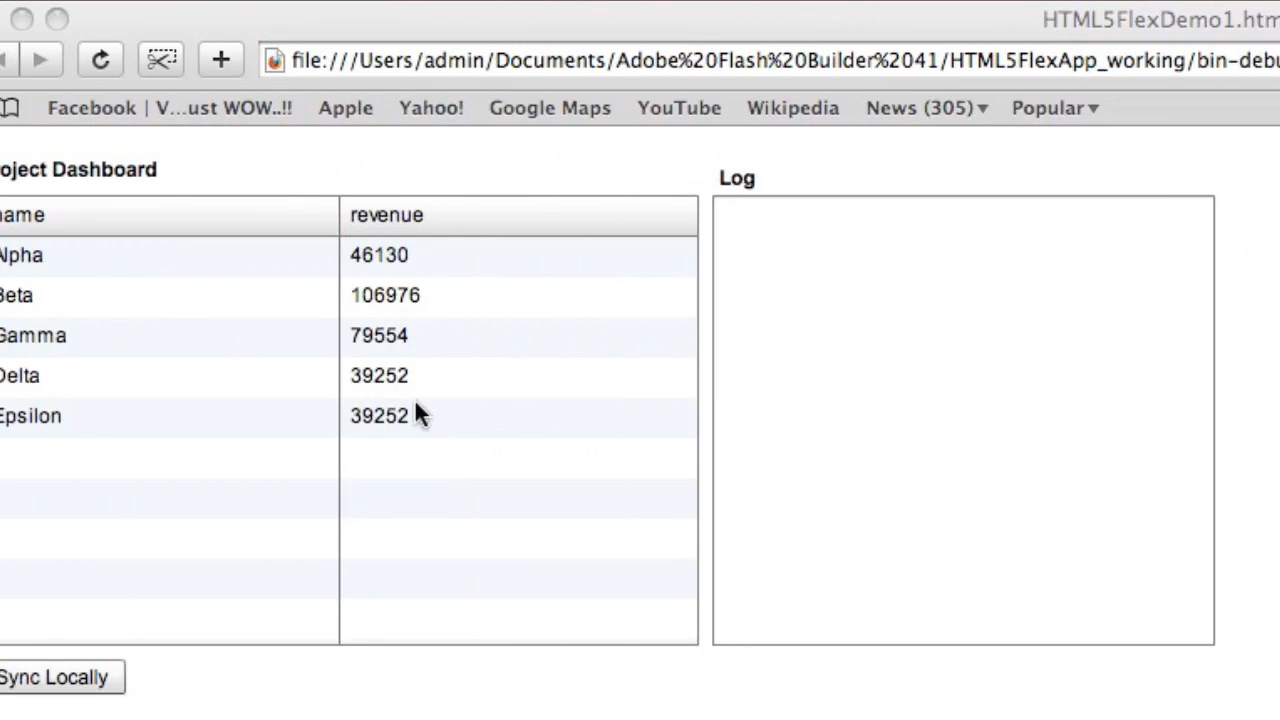 HTML5FlexDemo1.htm
file:///Users/admin/Documents/Adobe%20Flash%20Builder%2041/HTML5FlexApp_working/bin-debu
Facebook | V...ust WOW..!! Apple Yahoo! Google Maps YouTube Wikipedia News (305)▾ Popular▾
oject Dashboard
Log
name revenue
Alpha 46130
Beta 106976
Gamma 79554
Delta 39252
Epsilon 39252
Sync Locally